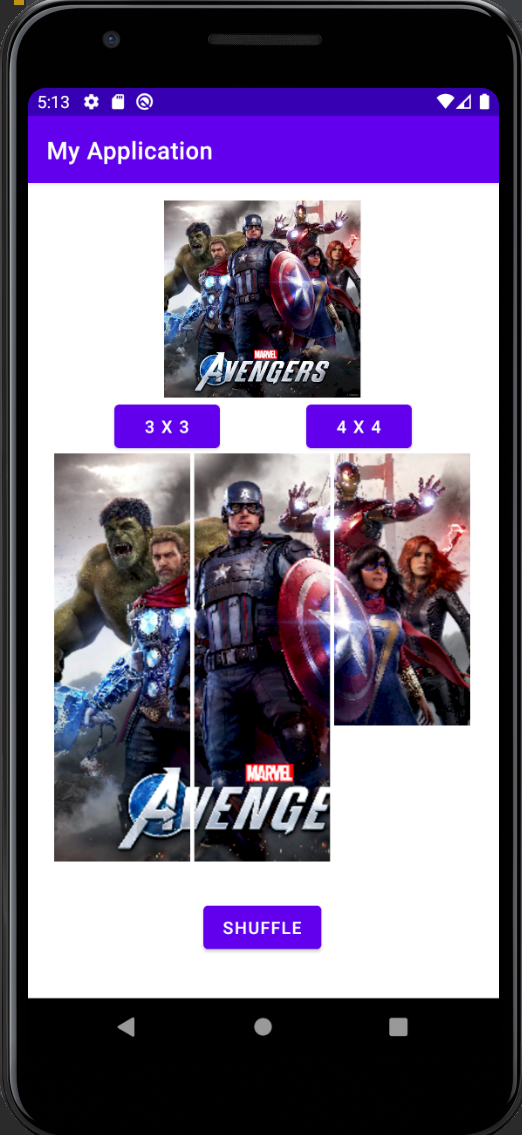 5:13
My Application
MARVEL
AVENGERS
3 X 3
4 X 4
MARVEL
AVENGE
SHUFFLE